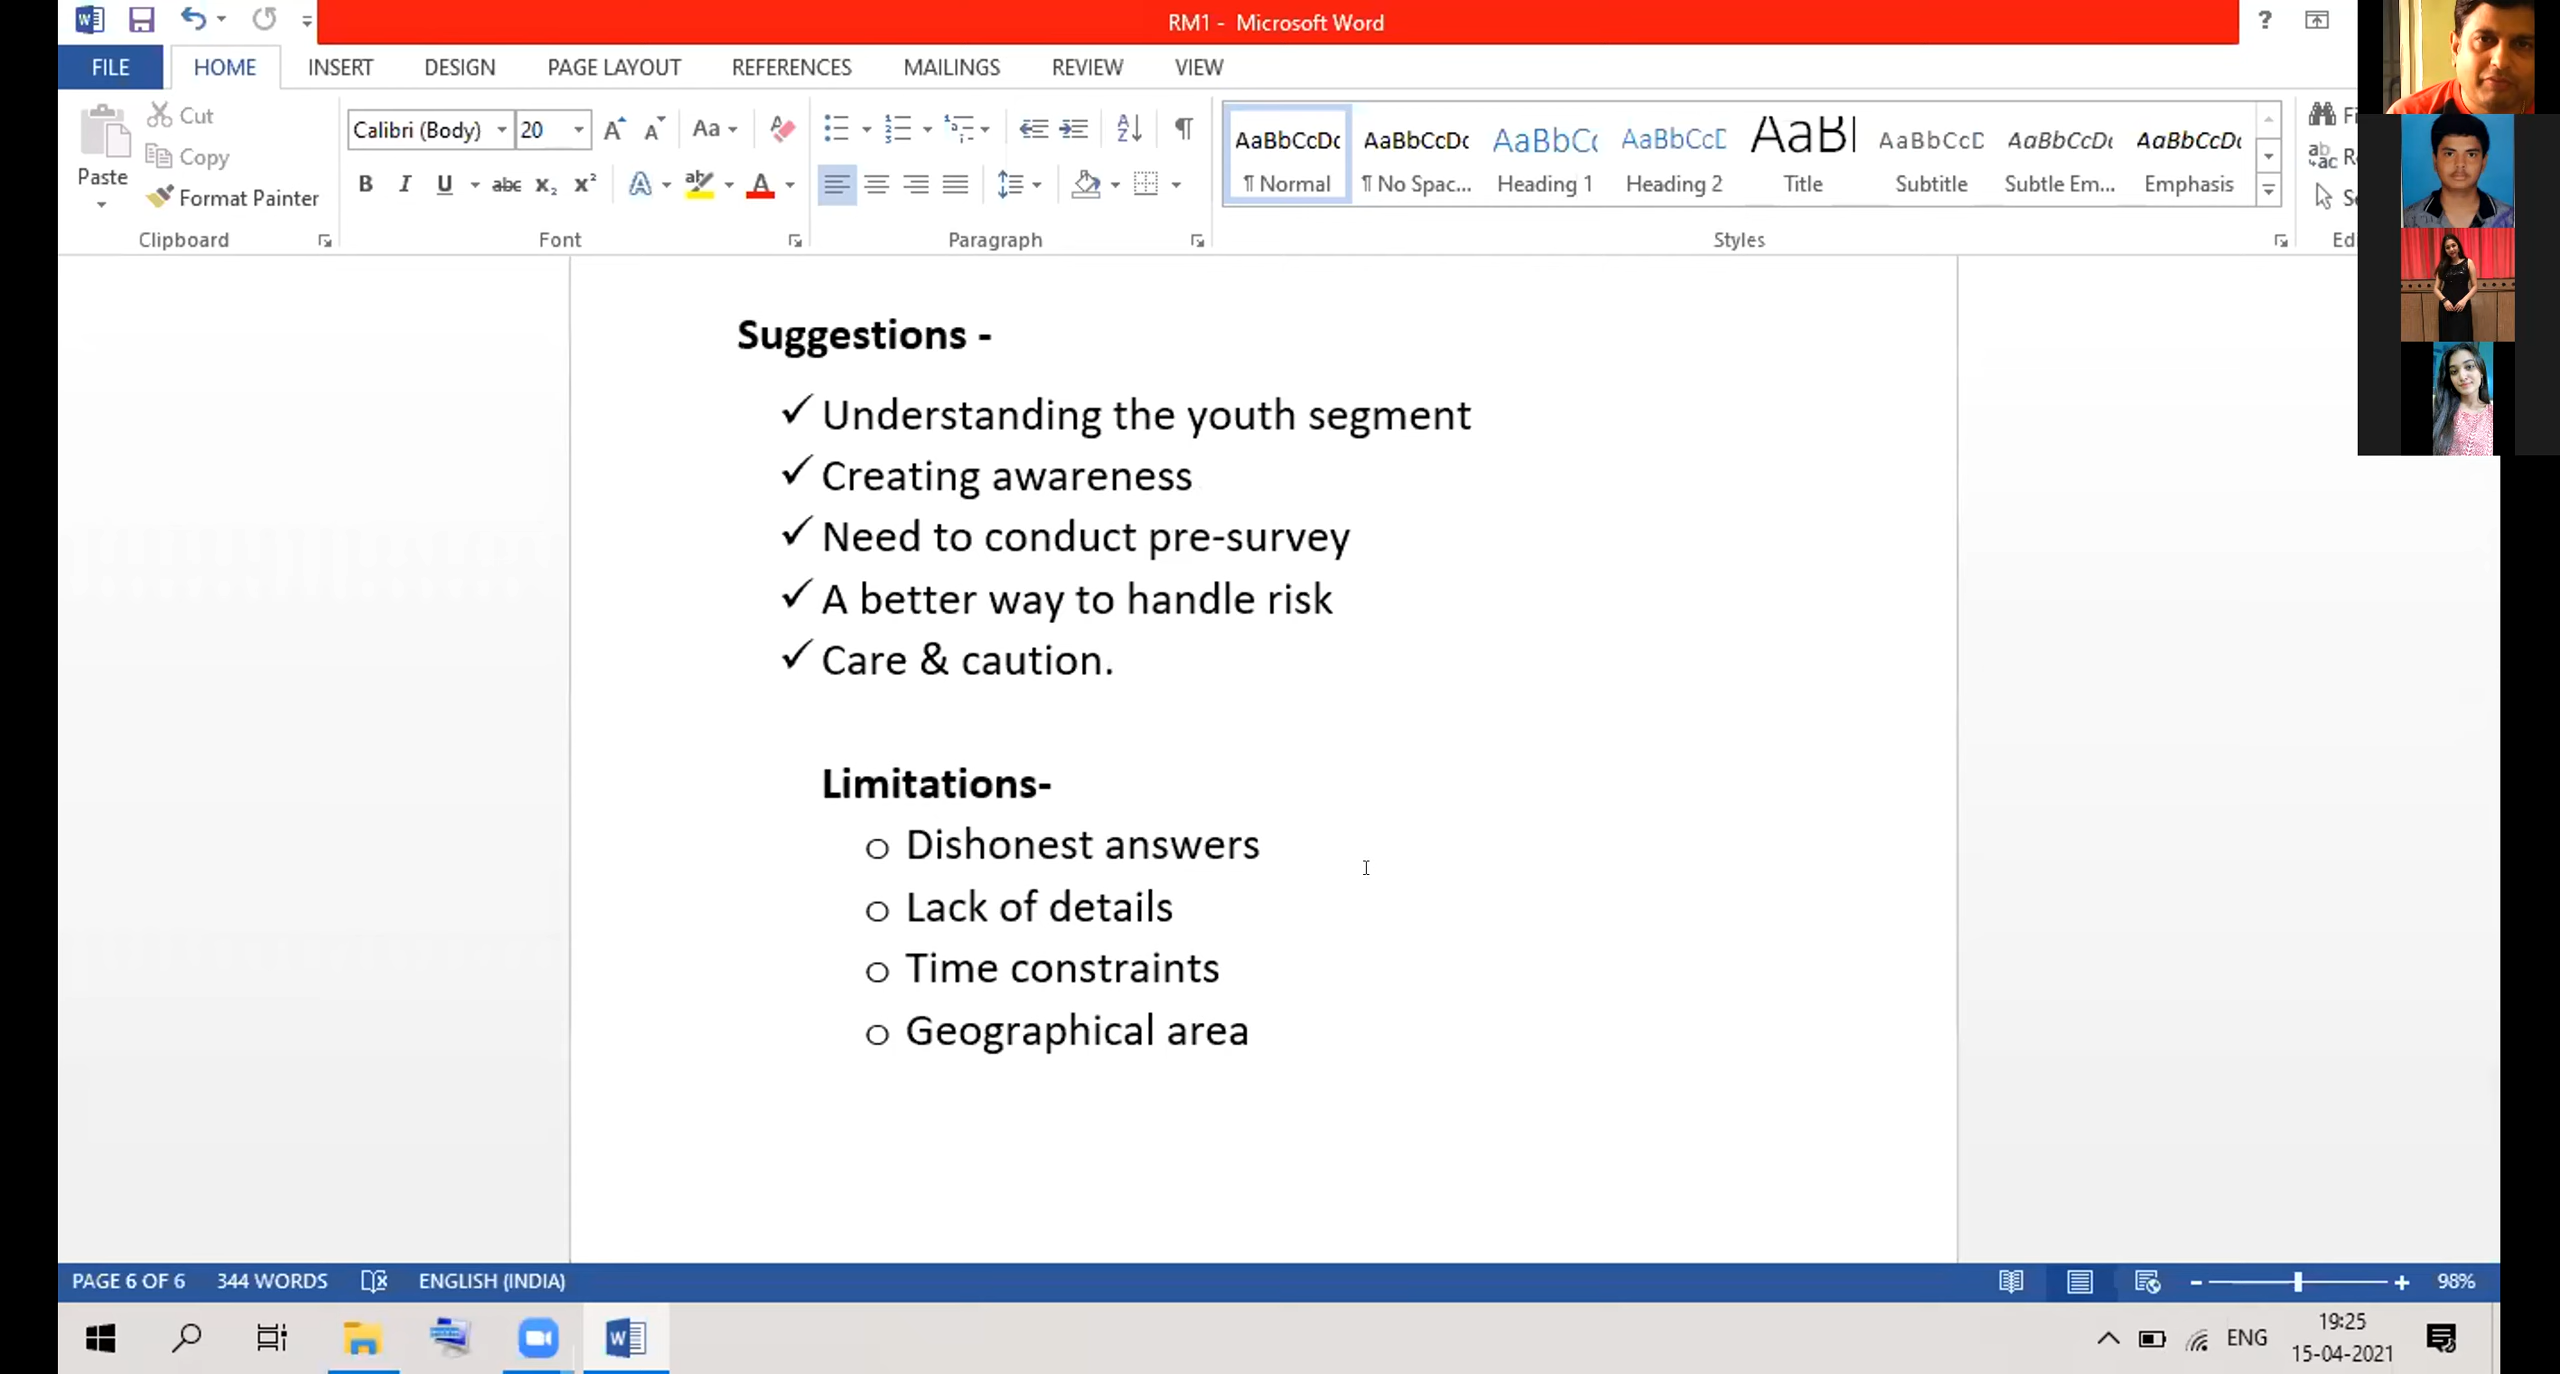 RM1 - Microsoft Word
FILE HOME INSERT DESIGN PAGE LAYOUT REFERENCES MAILINGS REVIEW VIEW
Paste
Cut
Copy
Format Painter
Clipboard
Calibri (Body) 20
Font
Paragraph
AaBbCcDc AaBbCcDc AaBbC AaBbCcD AaBl AaBbCcD AaBbCcDc AaBbCcDc
¶ Normal ¶ No Spac... Heading 1 Heading 2 Title Subtitle Subtle Em... Emphasis
Styles
Suggestions -
✓ Understanding the youth segment
✓ Creating awareness
✓ Need to conduct pre-survey
✓ A better way to handle risk
✓ Care & caution.
Limitations-
o Dishonest answers
o Lack of details
o Time constraints
o Geographical area
PAGE 6 OF 6 344 WORDS ENGLISH (INDIA) 98%
ENG
19:25
15-04-2021